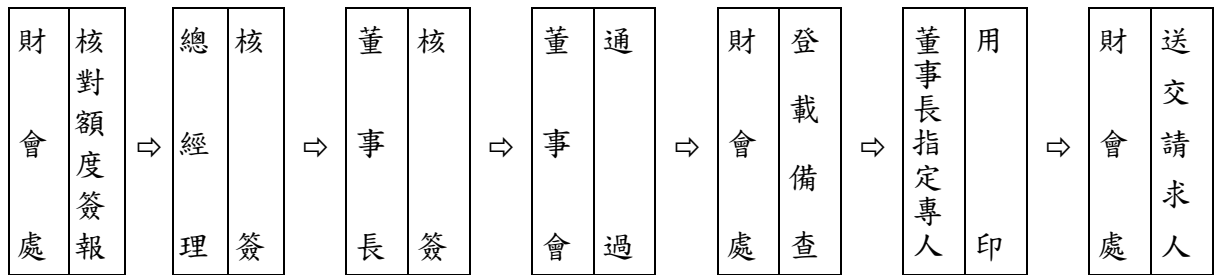 財會處 核對額度簽報
⇨
總經理 核簽
⇨
董事長 核簽
⇨
董事會 通過
⇨
財會處 登載備查
⇨
董事長指定專人 用印
⇨
財會處 送交請求人